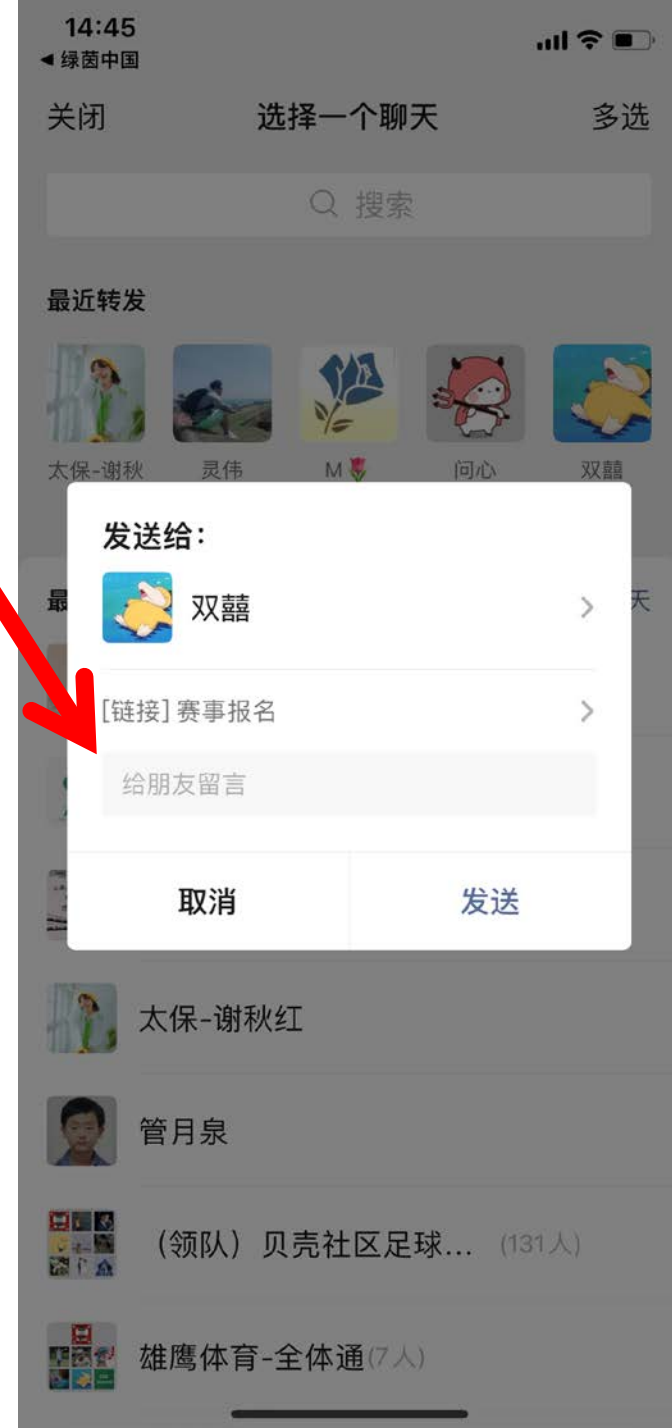 14:45
◀ 绿茵中国
关闭 选择一个聊天 多选
搜索
最近转发
太保-谢秋 灵伟 M🌷 问心 双囍
发送给：
最 天
双囍
[链接] 赛事报名
给朋友留言
取消 发送
太保-谢秋红
管月泉
（领队）贝壳社区足球... (131人)
雄鹰体育-全体通(7人)